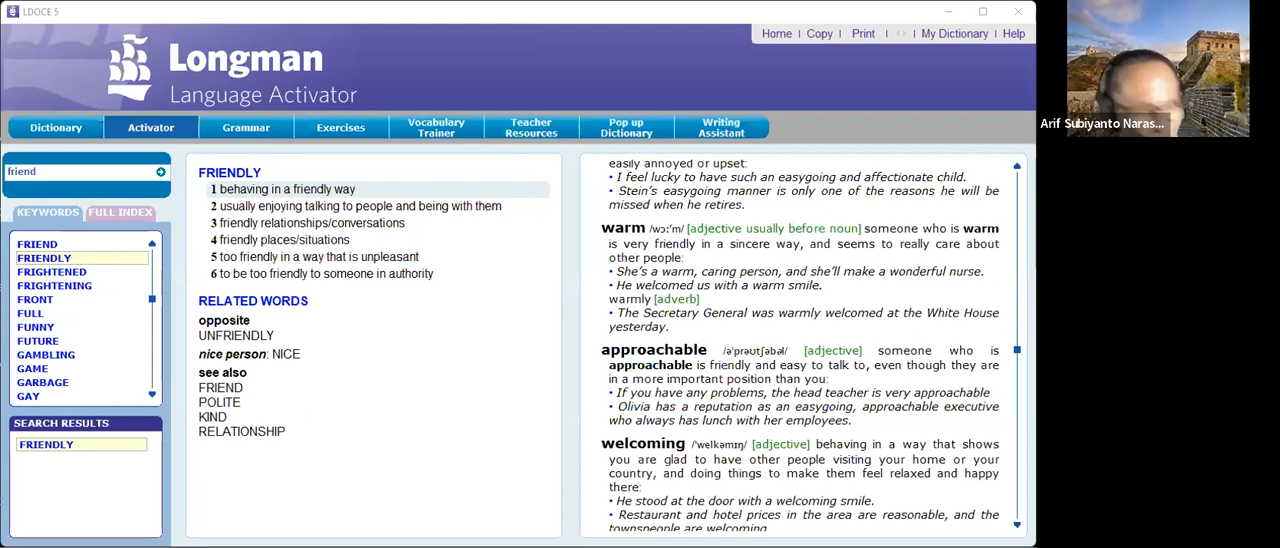 LDOCE 5
Home | Copy | Print | My Dictionary | Help
Longman
Language Activator
Dictionary
Activator
Grammar
Exercises
Vocabulary
Trainer
Teacher
Resources
Pop up
Dictionary
Writing
Assistant
friend
KEYWORDS
FULL INDEX
FRIEND
FRIENDLY
FRIGHTENED
FRIGHTENING
FRONT
FULL
FUNNY
FUTURE
GAMBLING
GAME
GARBAGE
GAY
SEARCH RESULTS
FRIENDLY
FRIENDLY
1 behaving in a friendly way
2 usually enjoying talking to people and being with them
3 friendly relationships/conversations
4 friendly places/situations
5 too friendly in a way that is unpleasant
6 to be too friendly to someone in authority
RELATED WORDS
opposite
UNFRIENDLY
nice person: NICE
see also
FRIEND
POLITE
KIND
RELATIONSHIP
easily annoyed or upset:
• I feel lucky to have such an easygoing and affectionate child.
• Stein's easygoing manner is only one of the reasons he will be
missed when he retires.
warm /wɔːʳm/ [adjective usually before noun] someone who is warm
is very friendly in a sincere way, and seems to really care about
other people:
• She's a warm, caring person, and she'll make a wonderful nurse.
• He welcomed us with a warm smile.
warmly [adverb]
• The Secretary General was warmly welcomed at the White House
yesterday.
approachable /əˈprəʊtʃəbəl/ [adjective] someone who is
approachable is friendly and easy to talk to, even though they are
in a more important position than you:
• If you have any problems, the head teacher is very approachable
• Olivia has a reputation as an easygoing, approachable executive
who always has lunch with her employees.
welcoming /ˈwelkəmɪŋ/ [adjective] behaving in a way that shows
you are glad to have other people visiting your home or your
country, and doing things to make them feel relaxed and happy
there:
• He stood at the door with a welcoming smile.
• Restaurant and hotel prices in the area are reasonable, and the
townspeople are welcoming.
Arif Subiyanto Naras...